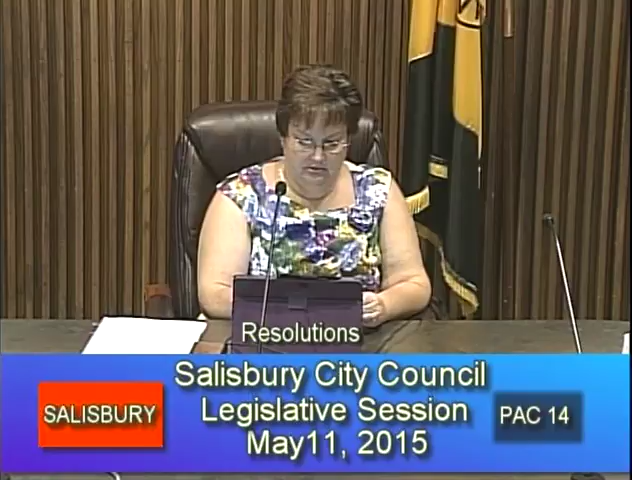 Resolutions
Salisbury City Council
Legislative Session
May11, 2015
SALISBURY
PAC 14